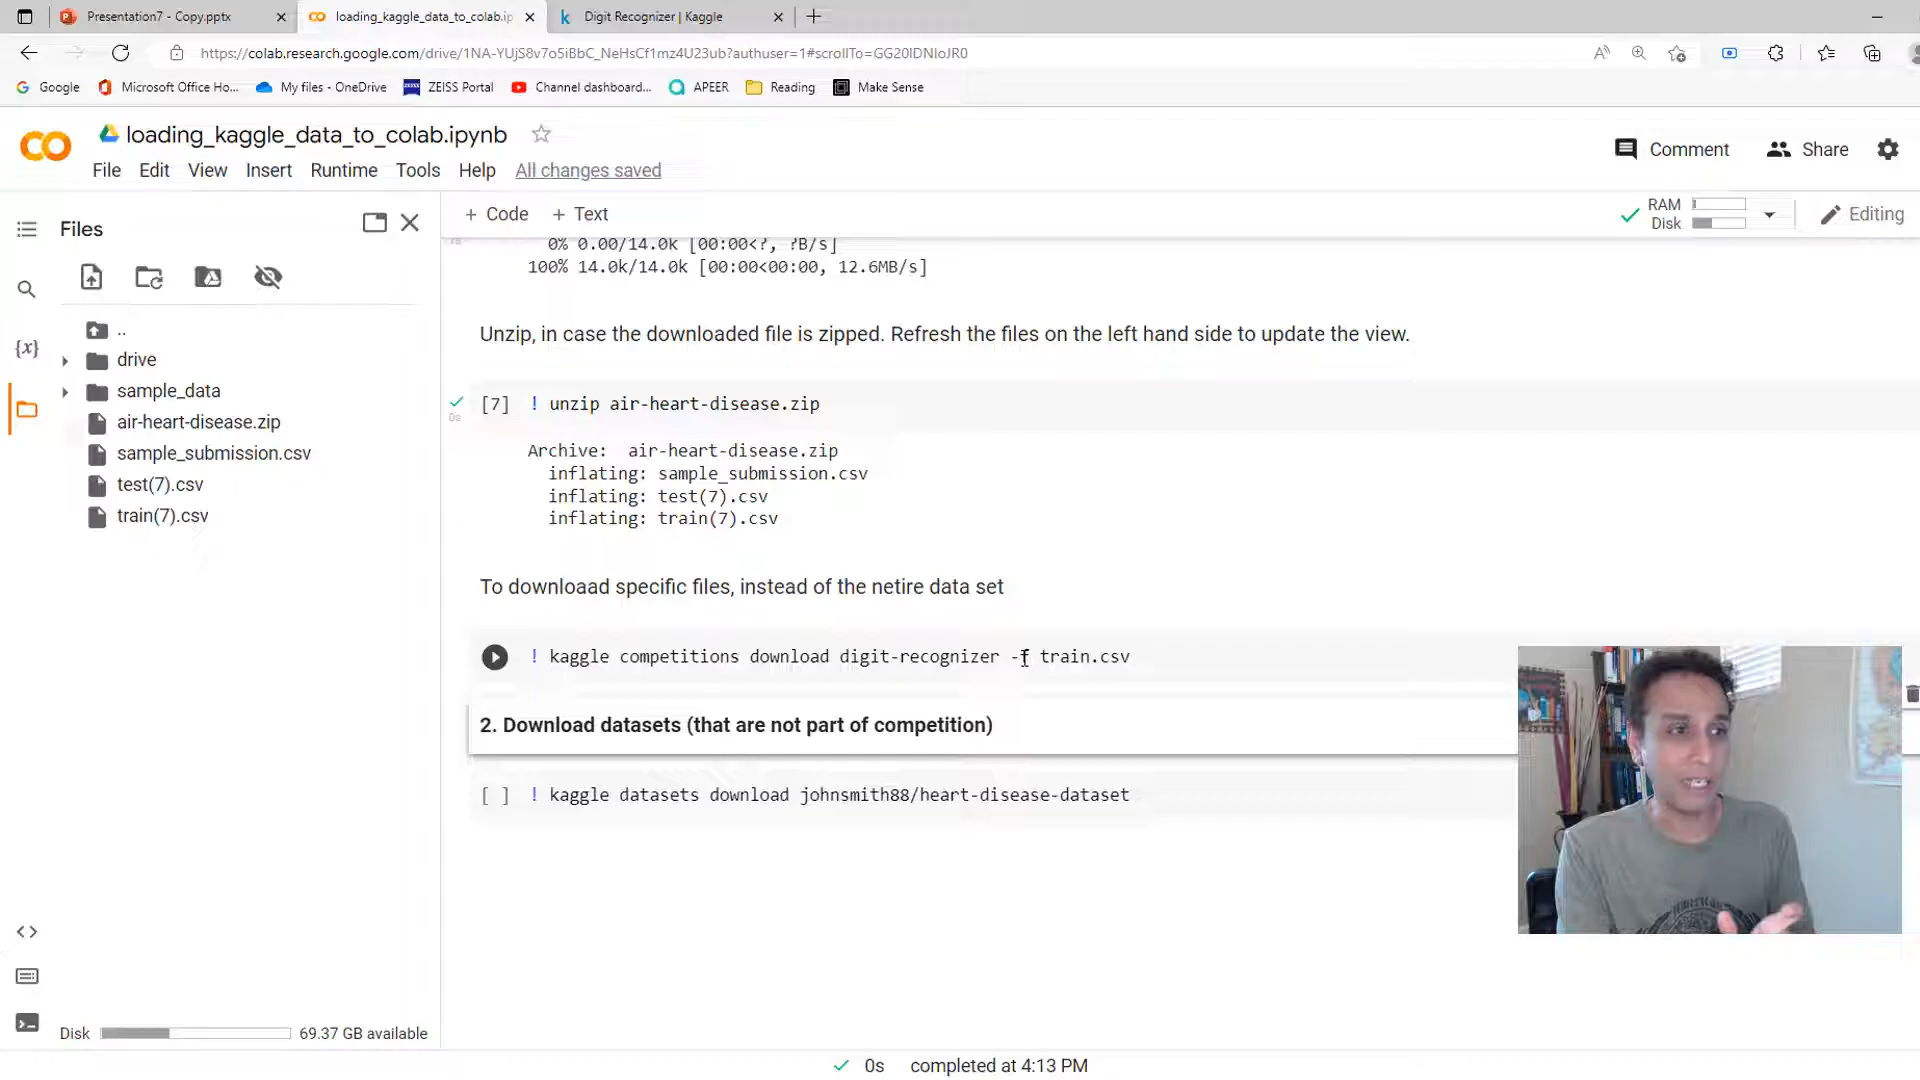 Presentation7 - Copy.pptx
loading_kaggle_data_to_colab.ip
Digit Recognizer | Kaggle
https://colab.research.google.com/drive/1NA-YUjS8v7o5iBbC_NeHsCf1mz4U23ub?authuser=1#scrollTo=GG20IDNIoJR0
Google
Microsoft Office Ho...
My files - OneDrive
ZEISS Portal
Channel dashboard...
APEER
Reading
Make Sense
loading_kaggle_data_to_colab.ipynb
File Edit View Insert Runtime Tools Help All changes saved
Comment
Share
Files
+ Code + Text
RAM
Disk
Editing
..
drive
sample_data
air-heart-disease.zip
sample_submission.csv
test(7).csv
train(7).csv
0% 0.00/14.0k [00:00<?, ?B/s]
100% 14.0k/14.0k [00:00<00:00, 12.6MB/s]
Unzip, in case the downloaded file is zipped. Refresh the files on the left hand side to update the view.
[7] ! unzip air-heart-disease.zip
0s
Archive: air-heart-disease.zip
inflating: sample_submission.csv
inflating: test(7).csv
inflating: train(7).csv
To downloaad specific files, instead of the netire data set
! kaggle competitions download digit-recognizer -f train.csv
2. Download datasets (that are not part of competition)
[ ] ! kaggle datasets download johnsmith88/heart-disease-dataset
Disk 69.37 GB available
0s completed at 4:13 PM